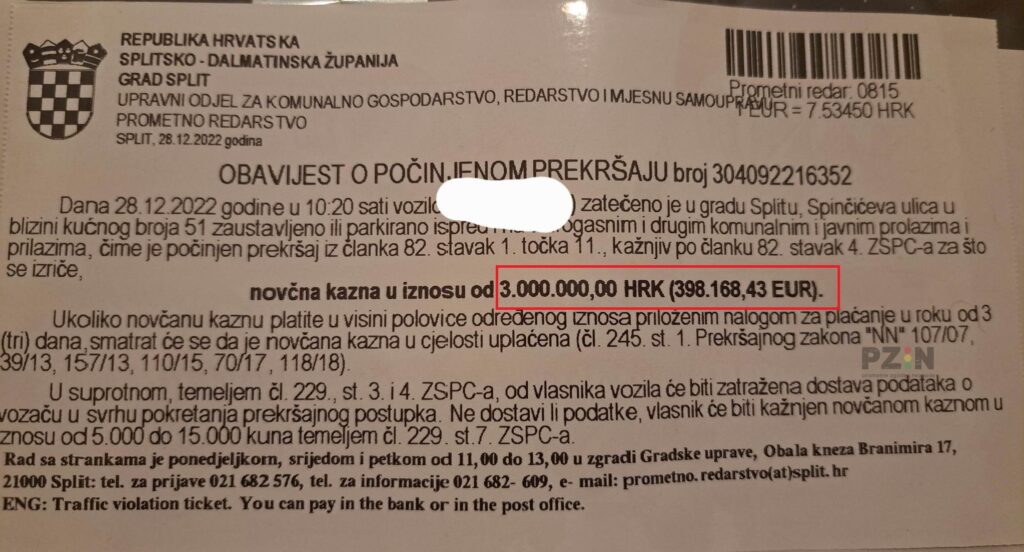 REPUBLIKA HRVATSKA
SPLITSKO - DALMATINSKA ŽUPANIJA
GRAD SPLIT
UPRAVNI ODJEL ZA KOMUNALNO GOSPODARSTVO, REDARSTVO I MJESNU SAMOUPRAVU
PROMETNO REDARSTVO
SPLIT, 28.12.2022 godina
Prometni redar: 0815
1 EUR = 7.53450 HRK
OBAVIJEST O POČINJENOM PREKRŠAJU broj 304092216352
Dana 28.12.2022 godine u 10:20 sati vozilo ) zatečeno je u gradu Splitu, Spinčićeva ulica u
blizini kućnog broja 51 zaustavljeno ili parkirano ispred rogasnim i drugim komunalnim i javnim prolazima i
prilazima, čime je počinjen prekršaj iz članka 82. stavak 1. točka 11., kažnjiv po članku 82. stavak 4. ZSPC-a za što
se izriče,
novčna kazna u iznosu od 3.000.000,00 HRK (398.168,43 EUR).
Ukoliko novčanu kaznu platite u visini polovice određenog iznosa priloženim nalogom za plaćanje u roku od 3
(tri) dana, smatrat će se da je novčana kazna u cjelosti uplaćena (čl. 245. st. 1. Prekršajnog zakona "NN" 107/07,
39/13, 157/13, 110/15, 70/17, 118/18).
PZIN
U suprotnom, temeljem čl. 229., st. 3. i 4. ZSPC-a, od vlasnika vozila će biti zatražena dostava podataka o
vozaču u svrhu pokretanja prekršajnog postupka. Ne dostavi li podatke, vlasnik će biti kažnjen novčanom kaznom u
znosu od 5.000 do 15.000 kuna temeljem čl. 229. st.7. ZSPC-a.
Rad sa strankama je ponedjeljkom, srijedom i petkom od 11,00 do 13,00 u zgradi Gradske uprave, Obala kneza Branimira 17,
21000 Split: tel. za prijave 021 682 576, tel. za informacije 021 682- 609, e- mail: prometno.redarstvo(at)split.hr
ENG: Traffic violation ticket. You can pay in the bank or in the post office.